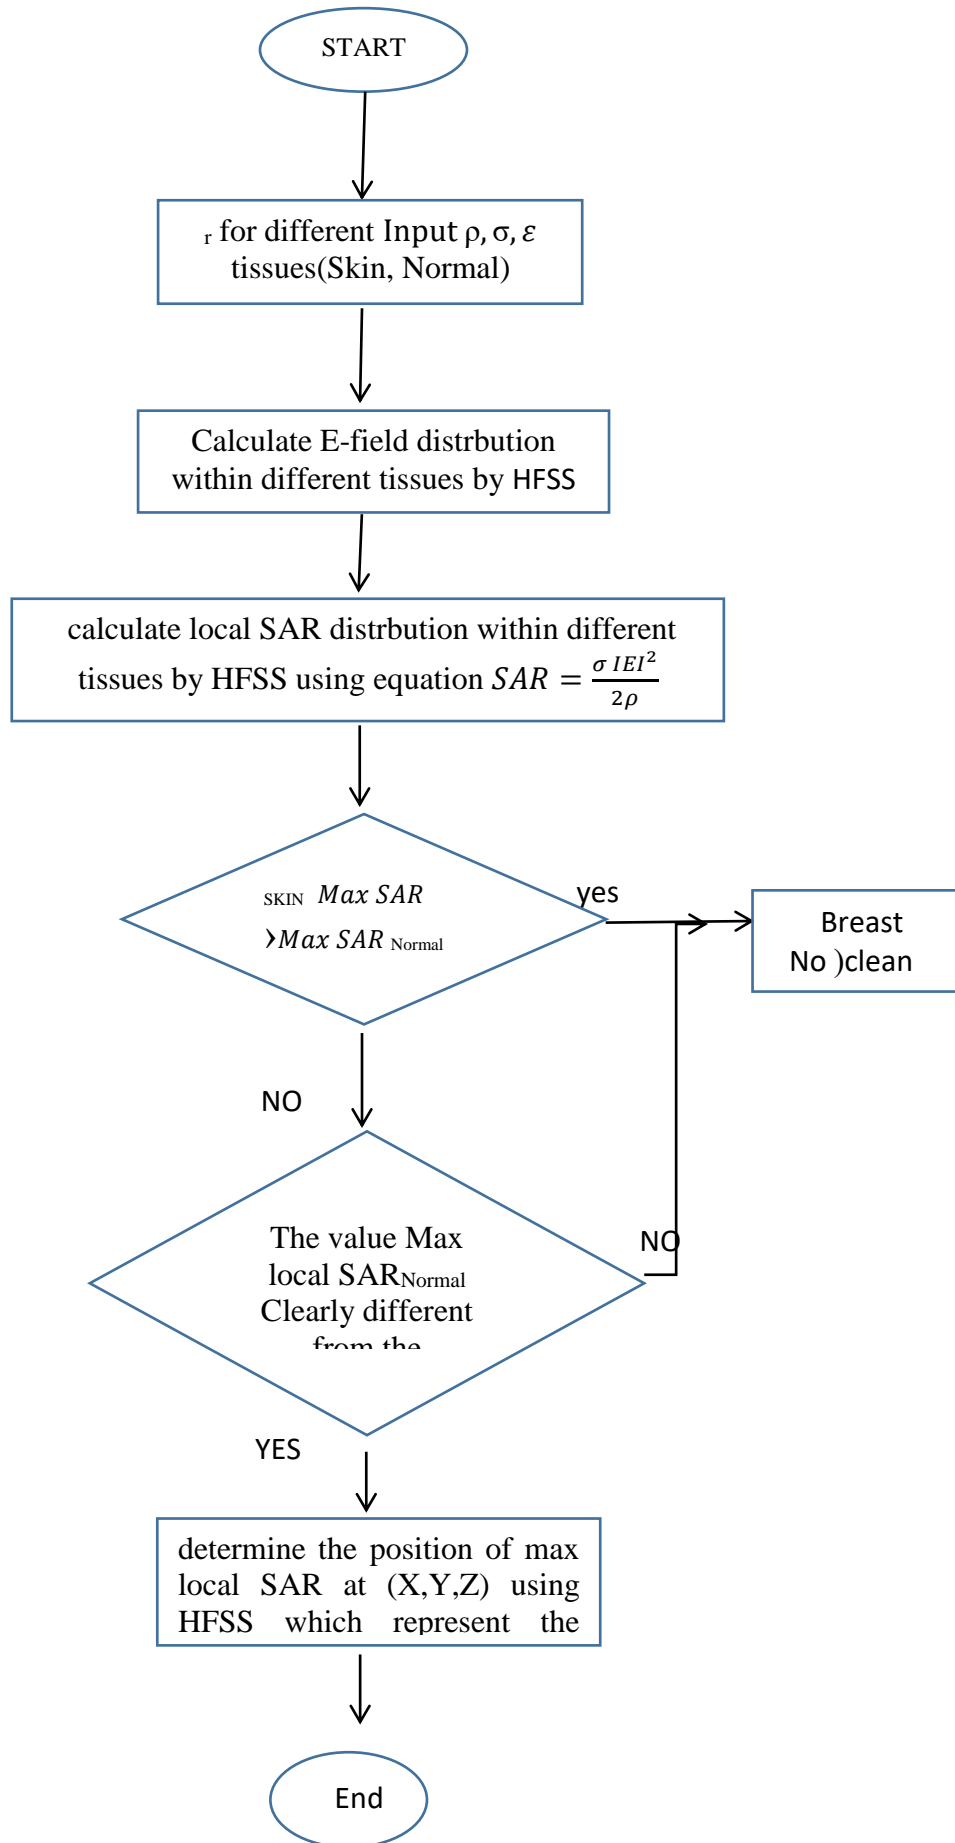 START
r for different Input ρ, σ, ε
tissues(Skin, Normal)
Calculate E-field distrbution
within different tissues by HFSS
calculate local SAR distrbution within different
tissues by HFSS using equation SAR = σ IEI² / 2ρ
SKIN Max SAR
>Max SAR Normal
yes
Breast
No )clean
NO
The value Max
local SARNormal
Clearly different
from the
NO
YES
determine the position of max
local SAR at (X,Y,Z) using
HFSS which represent the
End